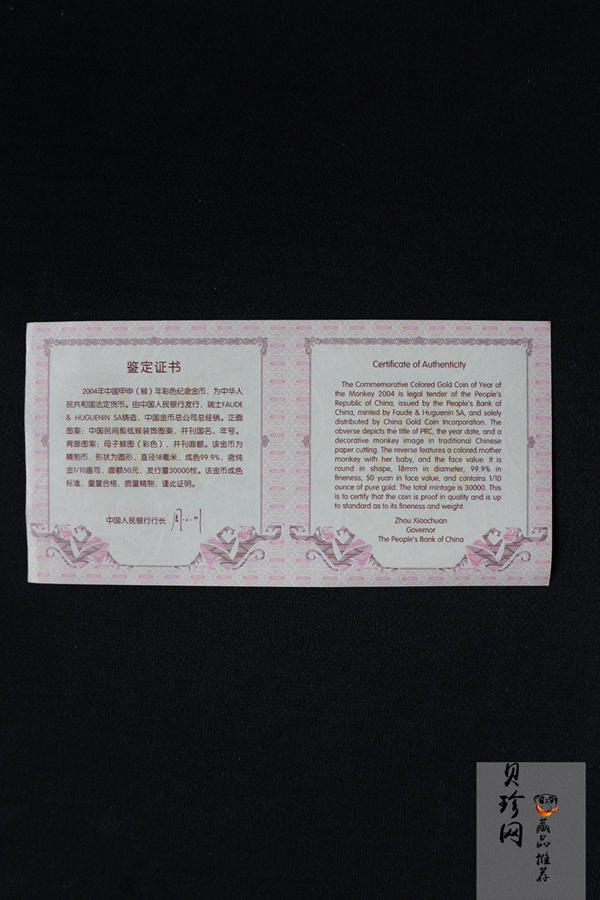 鉴定证书
2004年中国甲申（猴）年彩色纪念金币，为中华人
民共和国法定货币。由中国人民银行发行，瑞士FAUDE
& HUGUENIN SA铸造，中国金币总公司总经销。正面
图案：中国民间剪纸猴装饰图案，并刊国名、年号。
背面图案：母子猴图（彩色），并刊面额。该金币为
精制币，形状为圆形，直径18毫米，成色99.9%，含纯
金1/10盎司，面额50元，发行量30000枚。该金币成色
标准，重量合格，质量精制，谨此证明。
中国人民银行行长
Certificate of Authenticity
The Commemorative Colored Gold Coin of Year of
the Monkey 2004 is legal tender of the People's
Republic of China, issued by the People's Bank of
China, minted by Faude & Huguenin SA, and solely
distributed by China Gold Coin Incorporation. The
obverse depicts the title of PRC, the year date, and a
decorative monkey image in traditional Chinese
paper cutting. The reverse features a colored mother
monkey with her baby, and the face value. It is
round in shape, 18mm in diameter, 99.9% in
fineness, 50 yuan in face value, and contains 1/10
ounce of pure gold. The total mintage is 30000. This
is to certify that the coin is proof in quality and is up
to standard as to its fineness and weight.
Zhou Xiaochuan
Governor
The People's Bank of China
贝珍网
藏品推荐